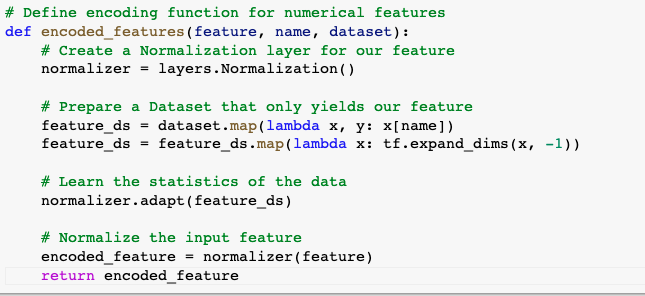 # Define encoding function for numerical features
def encoded_features(feature, name, dataset):
    # Create a Normalization layer for our feature
    normalizer = layers.Normalization()

    # Prepare a Dataset that only yields our feature
    feature_ds = dataset.map(lambda x, y: x[name])
    feature_ds = feature_ds.map(lambda x: tf.expand_dims(x, -1))

    # Learn the statistics of the data
    normalizer.adapt(feature_ds)

    # Normalize the input feature
    encoded_feature = normalizer(feature)
    return encoded_feature